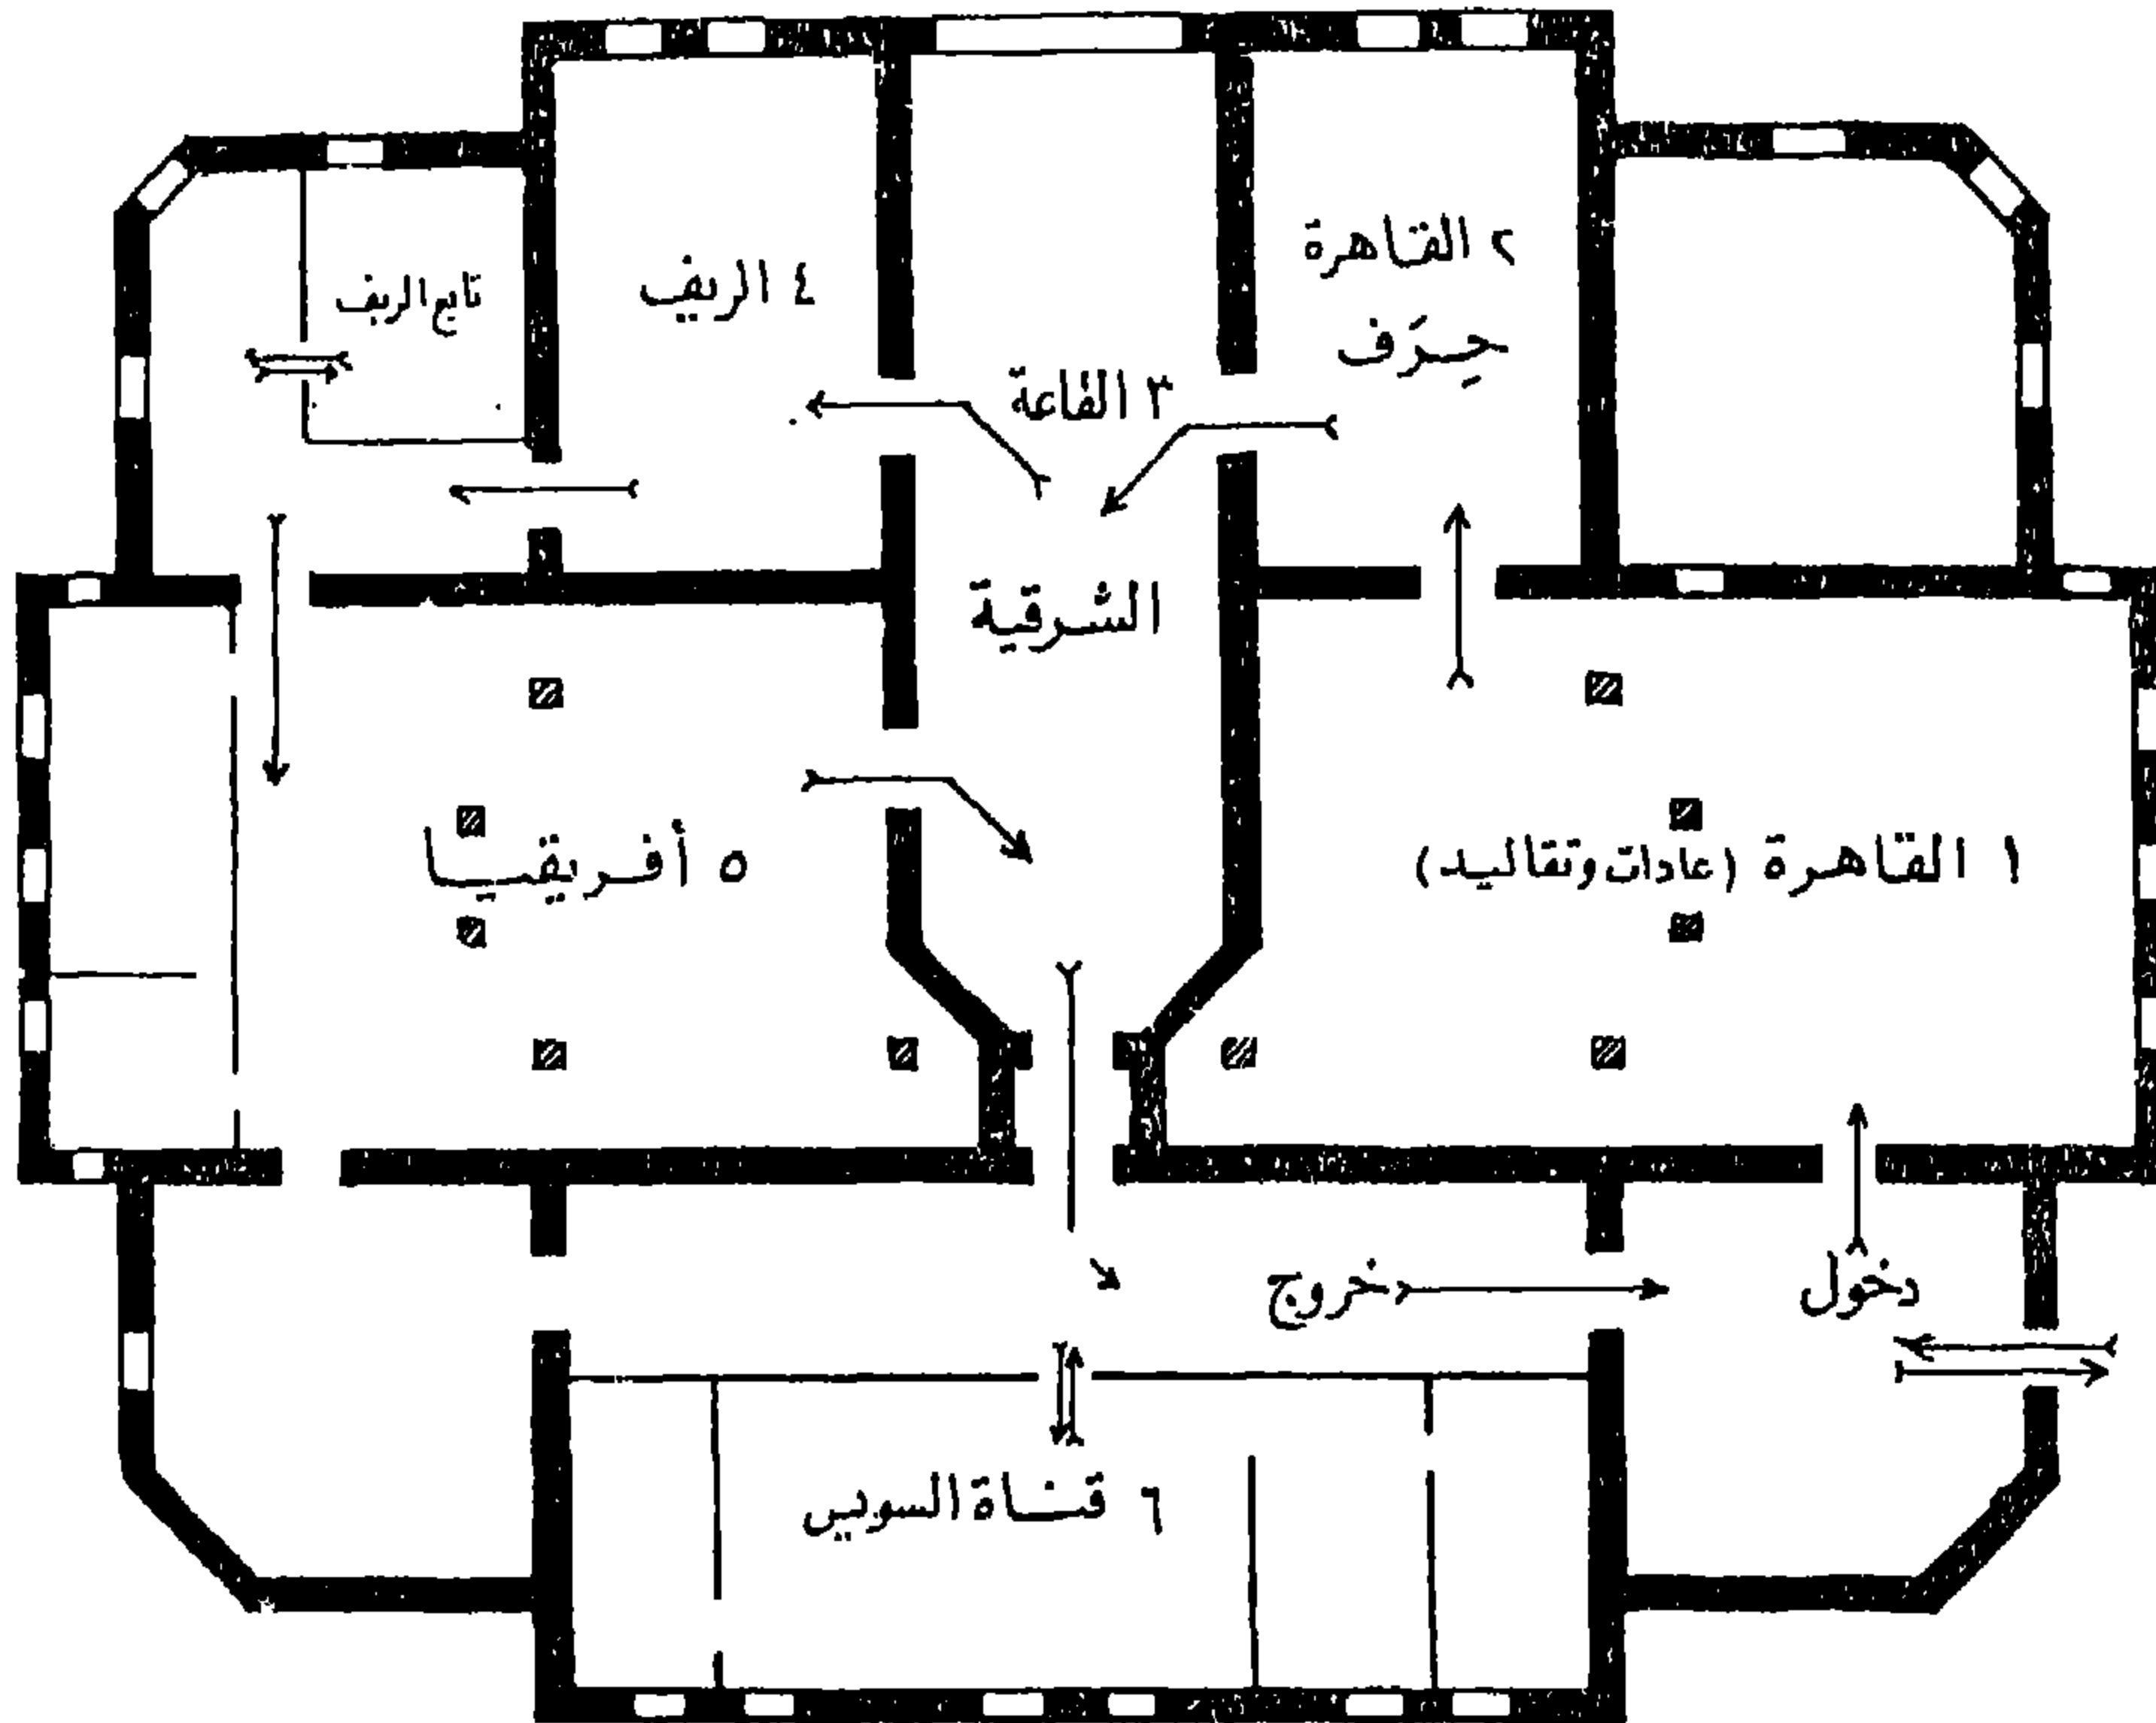 ٢ القاهرة
حِرَف
٤ الريف
تابع الريف
٣ القاعة
الشرقية
١ القاهرة (عادات وتقاليد)
٥ أفريقيا
دخول
خروج
٦ قناة السويس